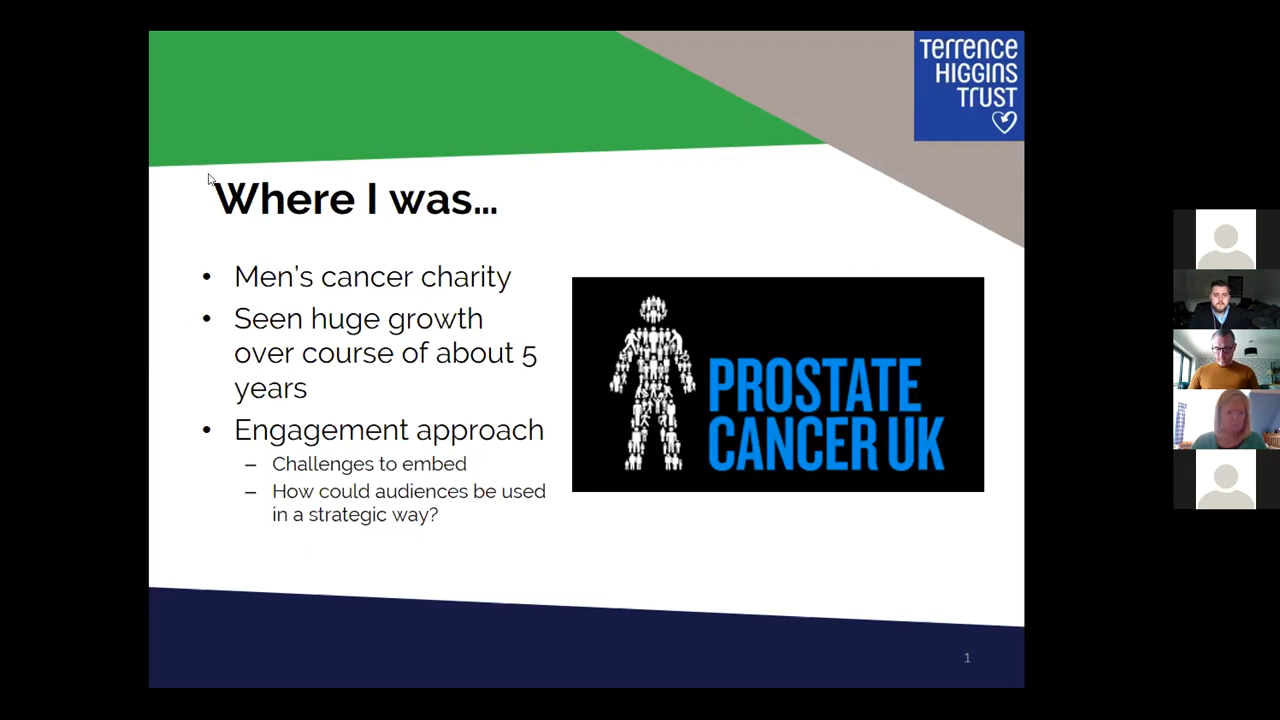 Terrence
HIGGINS
TrUST
Where I was...
• Men's cancer charity
• Seen huge growth
over course of about 5
years
• Engagement approach
– Challenges to embed
– How could audiences be used
in a strategic way?
PROSTATE
CANCER UK
1